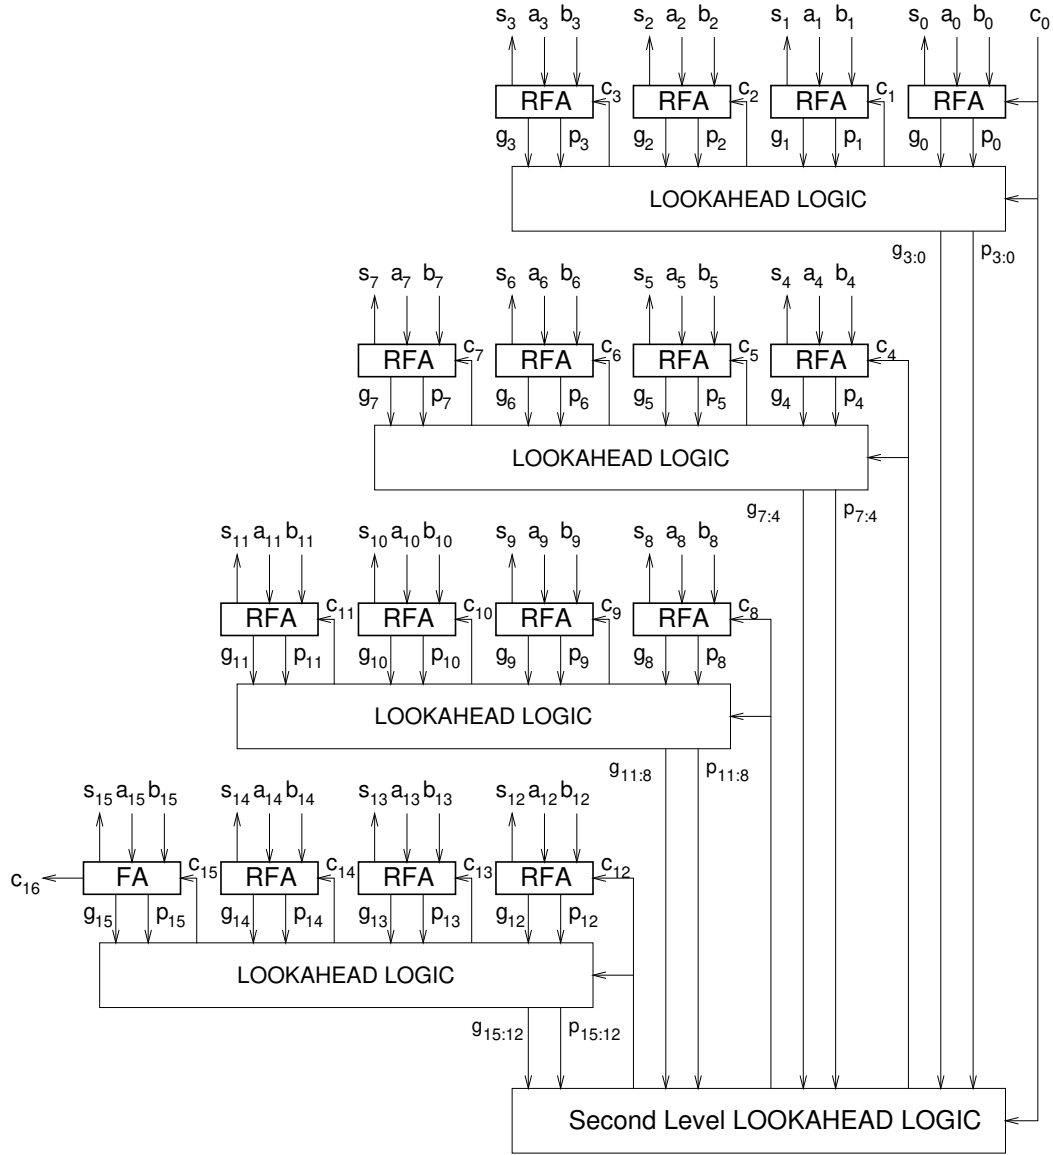 s3 a3 b3 s2 a2 b2 s1 a1 b1 s0 a0 b0 c0
RFA c3 RFA c2 RFA c1 RFA
g3 p3 g2 p2 g1 p1 g0 p0
LOOKAHEAD LOGIC
g3:0 p3:0
s7 a7 b7 s6 a6 b6 s5 a5 b5 s4 a4 b4
RFA c7 RFA c6 RFA c5 RFA c4
g7 p7 g6 p6 g5 p5 g4 p4
LOOKAHEAD LOGIC
g7:4 p7:4
s11 a11 b11 s10 a10 b10 s9 a9 b9 s8 a8 b8
RFA c11 RFA c10 RFA c9 RFA c8
g11 p11 g10 p10 g9 p9 g8 p8
LOOKAHEAD LOGIC
g11:8 p11:8
s15 a15 b15 s14 a14 b14 s13 a13 b13 s12 a12 b12
c16 FA c15 RFA c14 RFA c13 RFA c12
g15 p15 g14 p14 g13 p13 g12 p12
LOOKAHEAD LOGIC
g15:12 p15:12
Second Level LOOKAHEAD LOGIC